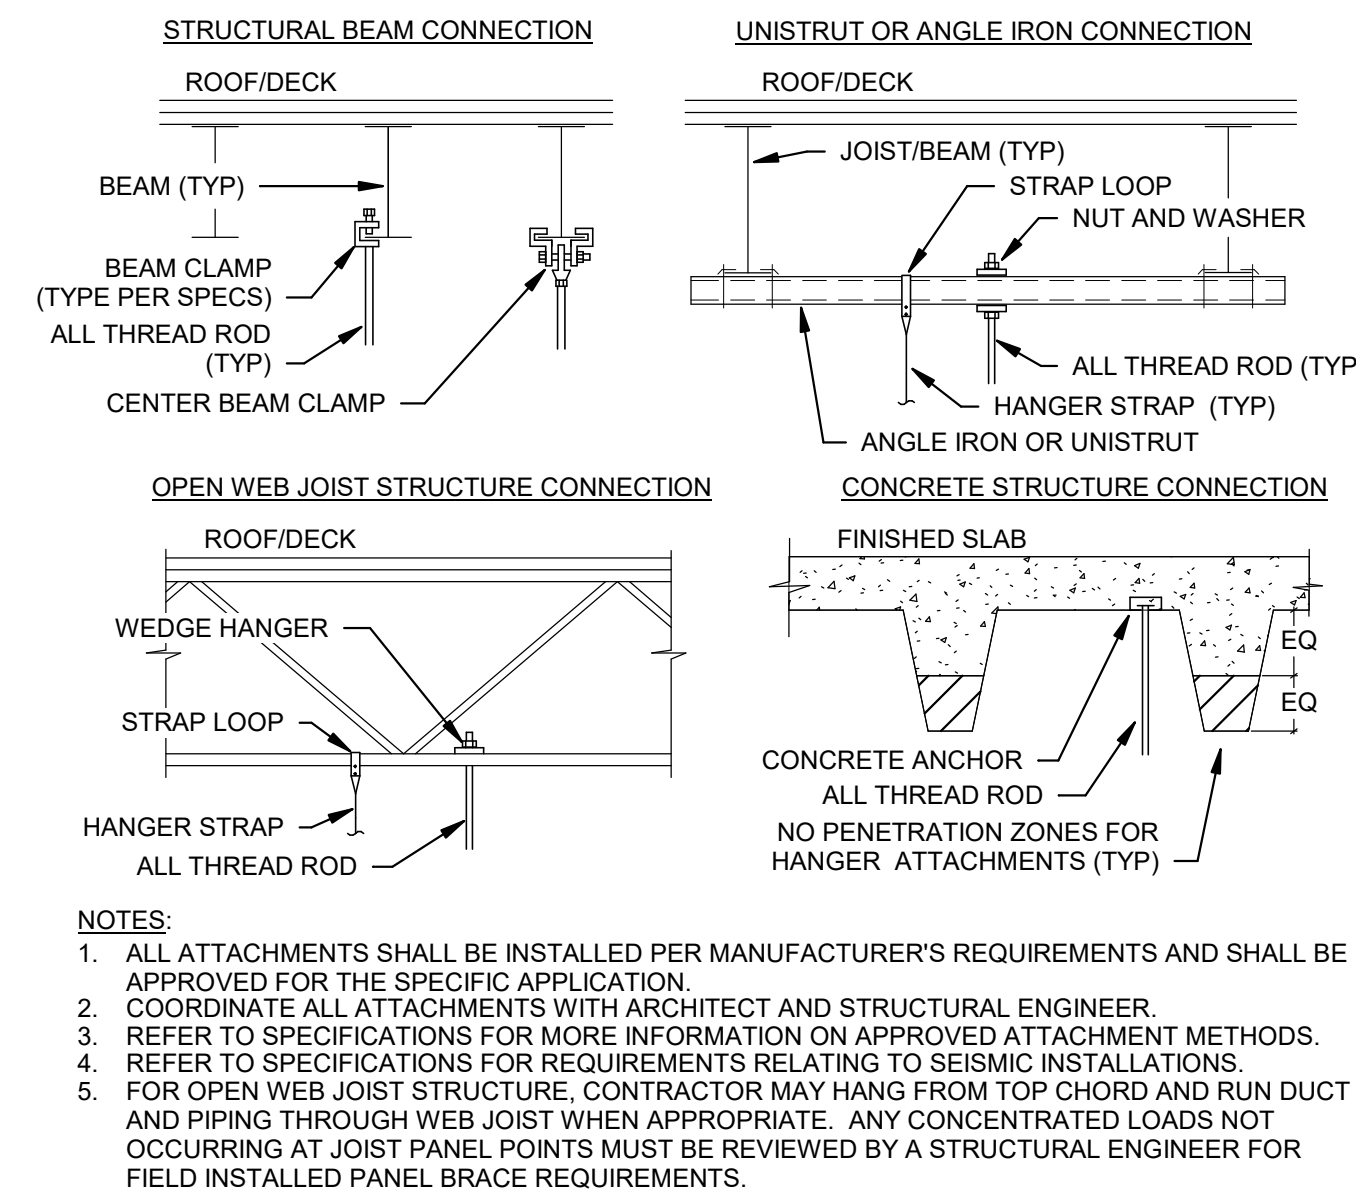 STRUCTURAL BEAM CONNECTION
ROOF/DECK
BEAM (TYP)
BEAM CLAMP
(TYPE PER SPECS)
ALL THREAD ROD
(TYP)
CENTER BEAM CLAMP
UNISTRUT OR ANGLE IRON CONNECTION
ROOF/DECK
JOIST/BEAM (TYP)
STRAP LOOP
NUT AND WASHER
ALL THREAD ROD (TYP
HANGER STRAP (TYP)
ANGLE IRON OR UNISTRUT
OPEN WEB JOIST STRUCTURE CONNECTION
ROOF/DECK
WEDGE HANGER
STRAP LOOP
HANGER STRAP
ALL THREAD ROD
CONCRETE STRUCTURE CONNECTION
FINISHED SLAB
EQ
EQ
CONCRETE ANCHOR
ALL THREAD ROD
NO PENETRATION ZONES FOR
HANGER ATTACHMENTS (TYP)
NOTES:
1. ALL ATTACHMENTS SHALL BE INSTALLED PER MANUFACTURER'S REQUIREMENTS AND SHALL BE
APPROVED FOR THE SPECIFIC APPLICATION.
2. COORDINATE ALL ATTACHMENTS WITH ARCHITECT AND STRUCTURAL ENGINEER.
3. REFER TO SPECIFICATIONS FOR MORE INFORMATION ON APPROVED ATTACHMENT METHODS.
4. REFER TO SPECIFICATIONS FOR REQUIREMENTS RELATING TO SEISMIC INSTALLATIONS.
5. FOR OPEN WEB JOIST STRUCTURE, CONTRACTOR MAY HANG FROM TOP CHORD AND RUN DUCT
AND PIPING THROUGH WEB JOIST WHEN APPROPRIATE. ANY CONCENTRATED LOADS NOT
OCCURRING AT JOIST PANEL POINTS MUST BE REVIEWED BY A STRUCTURAL ENGINEER FOR
FIELD INSTALLED PANEL BRACE REQUIREMENTS.